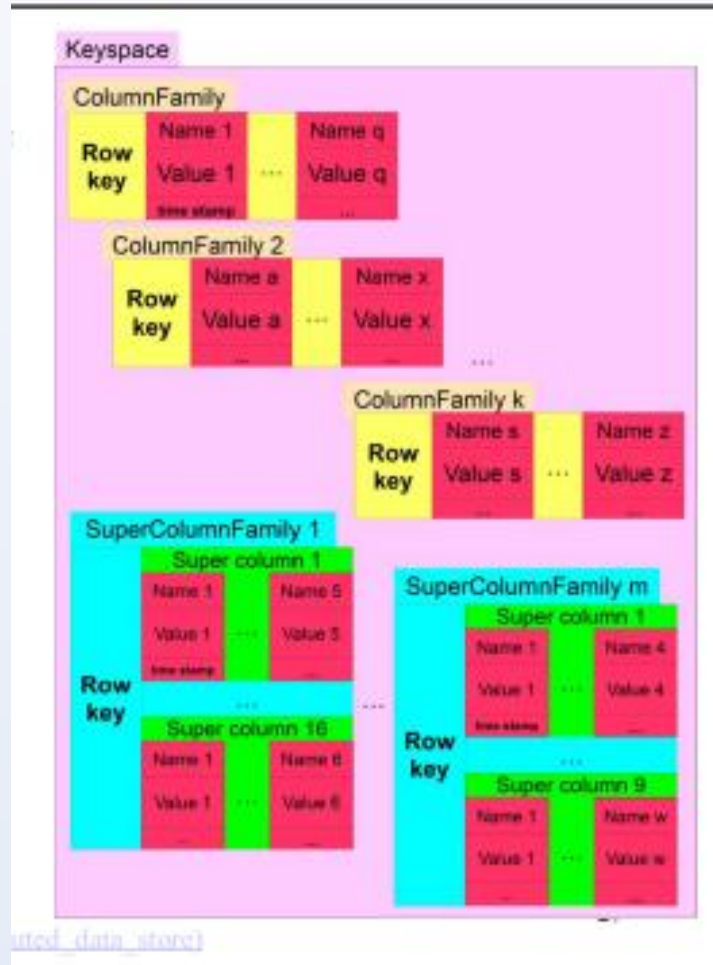 Keyspace
ColumnFamily
Row key
Name 1 Name q
Value 1 ... Value q
time stamp ...
ColumnFamily 2
Row key
Name a Name x
Value a ... Value x
... ...
...
ColumnFamily k
Row key
Name s Name z
Value s ... Value z
... ...
SuperColumnFamily 1
Row key
Super column 1
Name 1 Name 5
Value 1 ... Value 5
time stamp ...
...
Super column 16
Name 1 Name 6
Value 1 ... Value 6
... ...
...
SuperColumnFamily m
Row key
Super column 1
Name 1 Name 4
Value 1 ... Value 4
time stamp ...
...
Super column 9
Name 1 Name w
Value 1 ... Value w
... ...
uted_data_store)